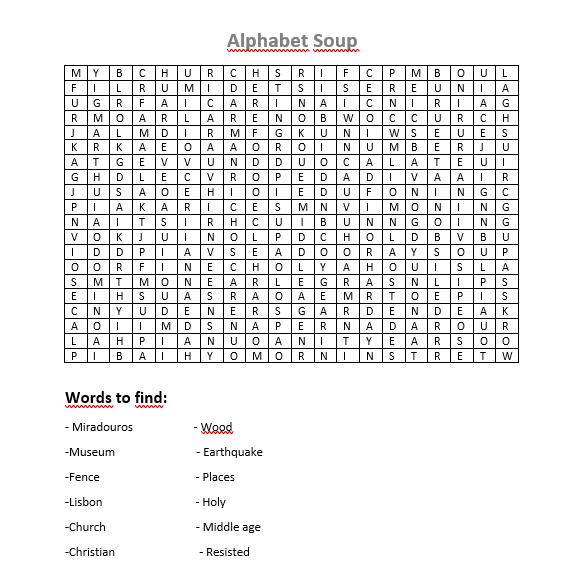 Alphabet Soup
M Y B C H U R C H S R I F C P M B O U L
F I L R U M I D E T S I S E R E U N I A
U G R F A I C A R I N A I C N I R I A G
R M O A R L A R E N O B W O C C U R C H
J A L M D I R M F G K U N I W S E U E S
K R K A E O A A O R O I N U M B E R J U
A T G E V V U N D D U O C A L A T E U I
G H D L E C V R O P E D A D I V A A I R
J U S A O E H I O I E D U F O N I N G C
P I A K A R I C E S M N V I M O N I N G
N A I T S I R H C U I B U N N G O I N G
V O K J U I N O L P D C H O L D B V B U
I D D P I A V S E A D O O R A Y S O U P
O O R F I N E C H O L Y A H O U I S L A
S M T M O N E A R L E G R A S N L I P S
E I H S U A S R A O A E M R T O E P I S
C N Y U D E N E R S G A R D E N D E A K
A O I I M D S N A P E R N A D A R O U R
L A H P I A N U O A N I T Y E A R S O O
P I B A I H Y O M O R N I N S T R E T W
Words to find:
- Miradouros - Wood
-Museum - Earthquake
-Fence - Places
-Lisbon - Holy
-Church - Middle age
-Christian - Resisted